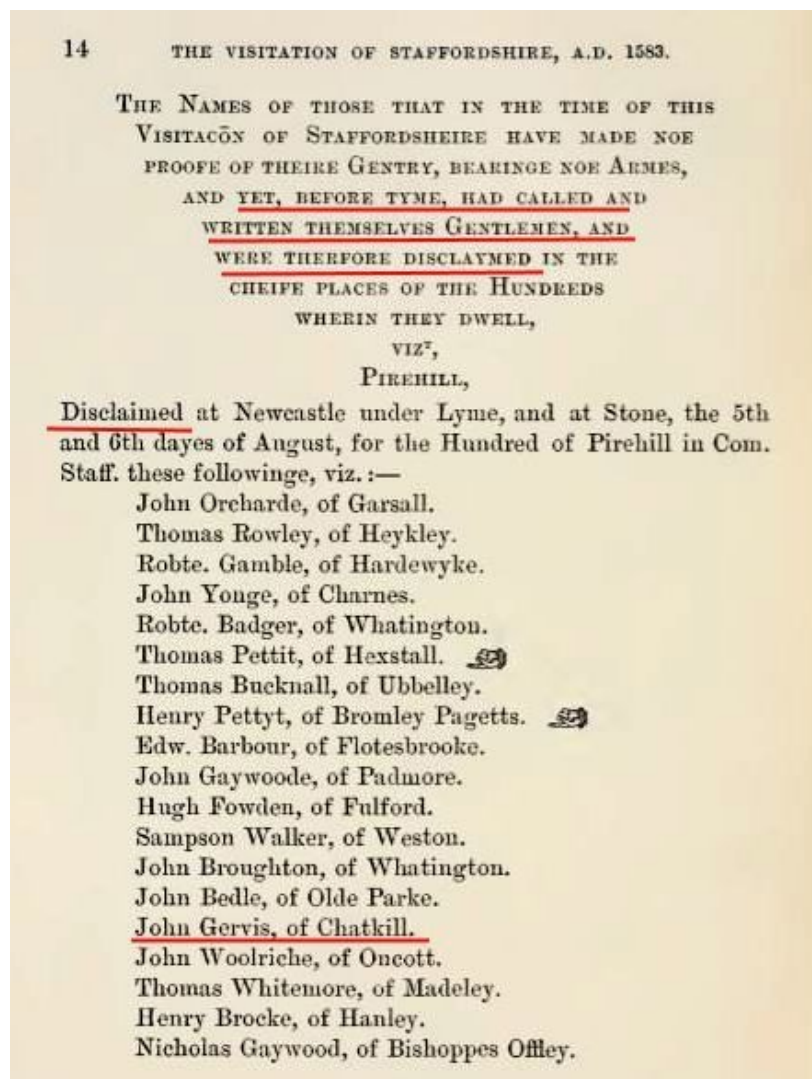 14 THE VISITATION OF STAFFORDSHIRE, A.D. 1583.
THE NAMES OF THOSE THAT IN THE TIME OF THIS
VISITACŌN OF STAFFORDSHEIRE HAVE MADE NOE
PROOFE OF THEIRE GENTRY, BEARINGE NOE ARMES,
AND YET, BEFORE TYME, HAD CALLED AND
WRITTEN THEMSELVES GENTLEMEN, AND
WERE THERFORE DISCLAYMED IN THE
CHEIFE PLACES OF THE HUNDREDS
WHERIN THEY DWELL,
VIZᵀ,
PIREHILL,
Disclaimed at Newcastle under Lyme, and at Stone, the 5th
and 6th dayes of August, for the Hundred of Pirehill in Com.
Staff. these followinge, viz.:—
John Orcharde, of Garsall.
Thomas Rowley, of Heykley.
Robte. Gamble, of Hardewyke.
John Yonge, of Charnes.
Robte. Badger, of Whatington.
Thomas Pettit, of Hexstall.
Thomas Bucknall, of Ubbelley.
Henry Pettyt, of Bromley Pagetts.
Edw. Barbour, of Flotesbrooke.
John Gaywoode, of Padmore.
Hugh Fowden, of Fulford.
Sampson Walker, of Weston.
John Broughton, of Whatington.
John Bedle, of Olde Parke.
John Gervis, of Chatkill.
John Woolriche, of Oncott.
Thomas Whitemore, of Madeley.
Henry Brocke, of Hanley.
Nicholas Gaywood, of Bishoppes Offley.